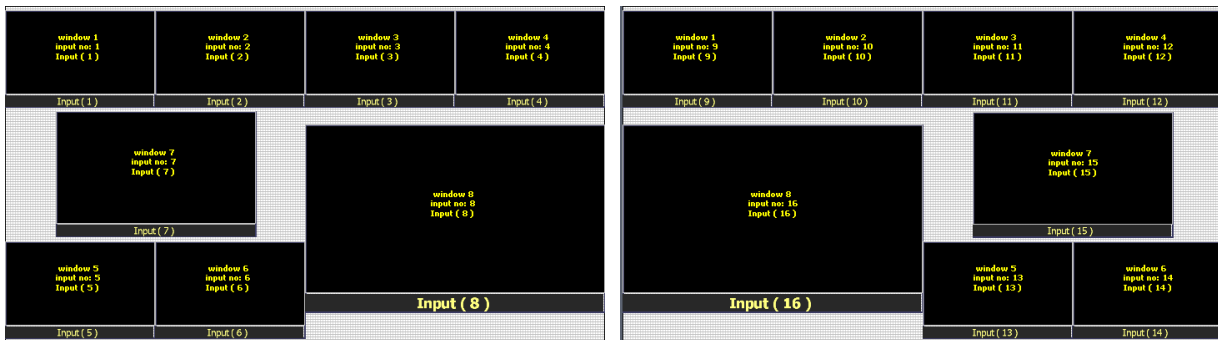 window 1
input no: 1
Input ( 1 )
Input ( 1 )
window 2
input no: 2
Input ( 2 )
Input ( 2 )
window 3
input no: 3
Input ( 3 )
Input ( 3 )
window 4
input no: 4
Input ( 4 )
Input ( 4 )
window 7
input no: 7
Input ( 7 )
Input ( 7 )
window 8
input no: 8
Input ( 8 )
Input ( 8 )
window 5
input no: 5
Input ( 5 )
Input ( 5 )
window 6
input no: 6
Input ( 6 )
Input ( 6 )
window 1
input no: 9
Input ( 9 )
Input ( 9 )
window 2
input no: 10
Input ( 10 )
Input ( 10 )
window 3
input no: 11
Input ( 11 )
Input ( 11 )
window 4
input no: 12
Input ( 12 )
Input ( 12 )
window 8
input no: 16
Input ( 16 )
Input ( 16 )
window 7
input no: 15
Input ( 15 )
Input ( 15 )
window 5
input no: 13
Input ( 13 )
Input ( 13 )
window 6
input no: 14
Input ( 14 )
Input ( 14 )